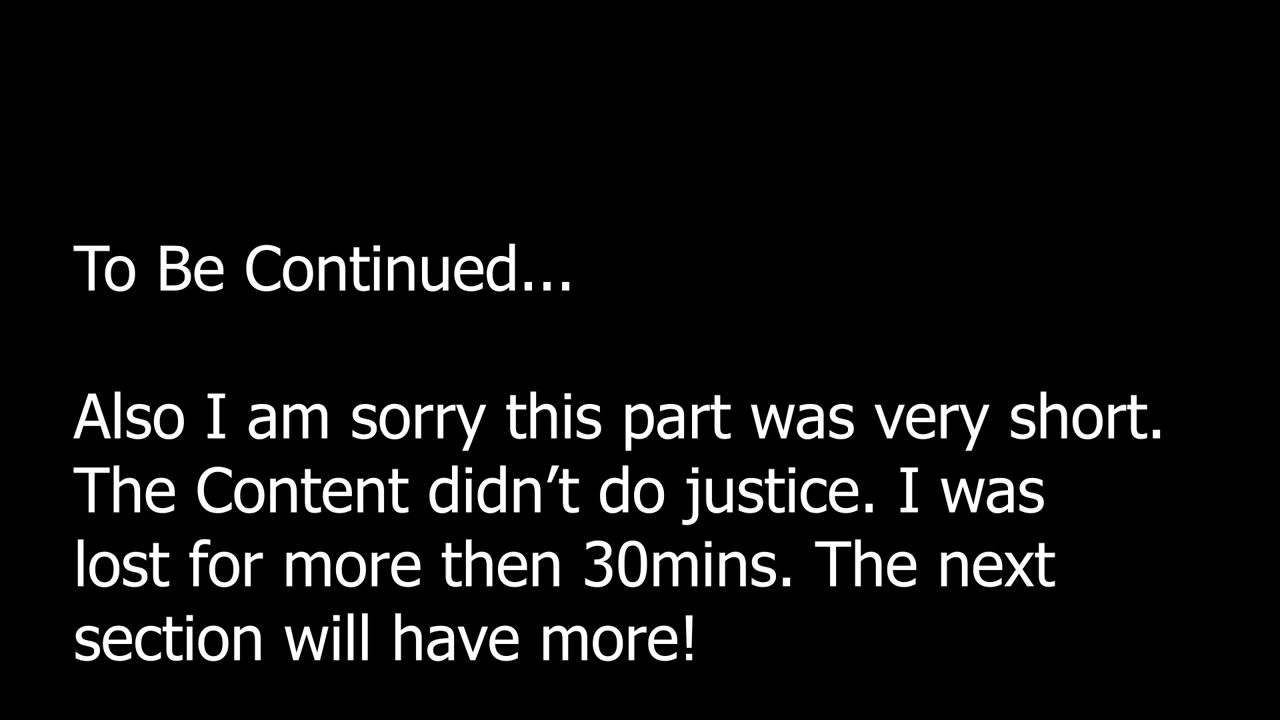 To Be Continued...
Also I am sorry this part was very short.
The Content didn’t do justice. I was
lost for more then 30mins. The next
section will have more!